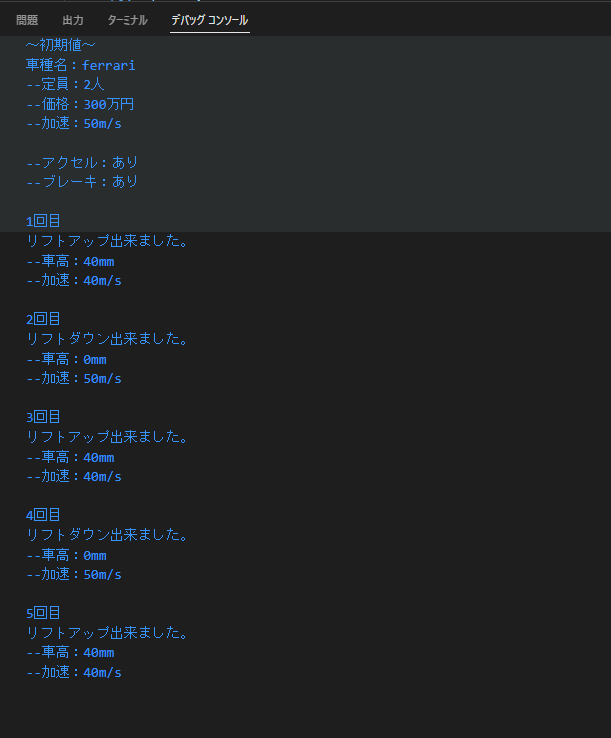 問題 出力 ターミナル デバッグ コンソール
～初期値～
車種名：ferrari
--定員：2人
--価格：300万円
--加速：50m/s
--アクセル：あり
--ブレーキ：あり
1回目
リフトアップ出来ました。
--車高：40mm
--加速：40m/s
2回目
リフトダウン出来ました。
--車高：0mm
--加速：50m/s
3回目
リフトアップ出来ました。
--車高：40mm
--加速：40m/s
4回目
リフトダウン出来ました。
--車高：0mm
--加速：50m/s
5回目
リフトアップ出来ました。
--車高：40mm
--加速：40m/s